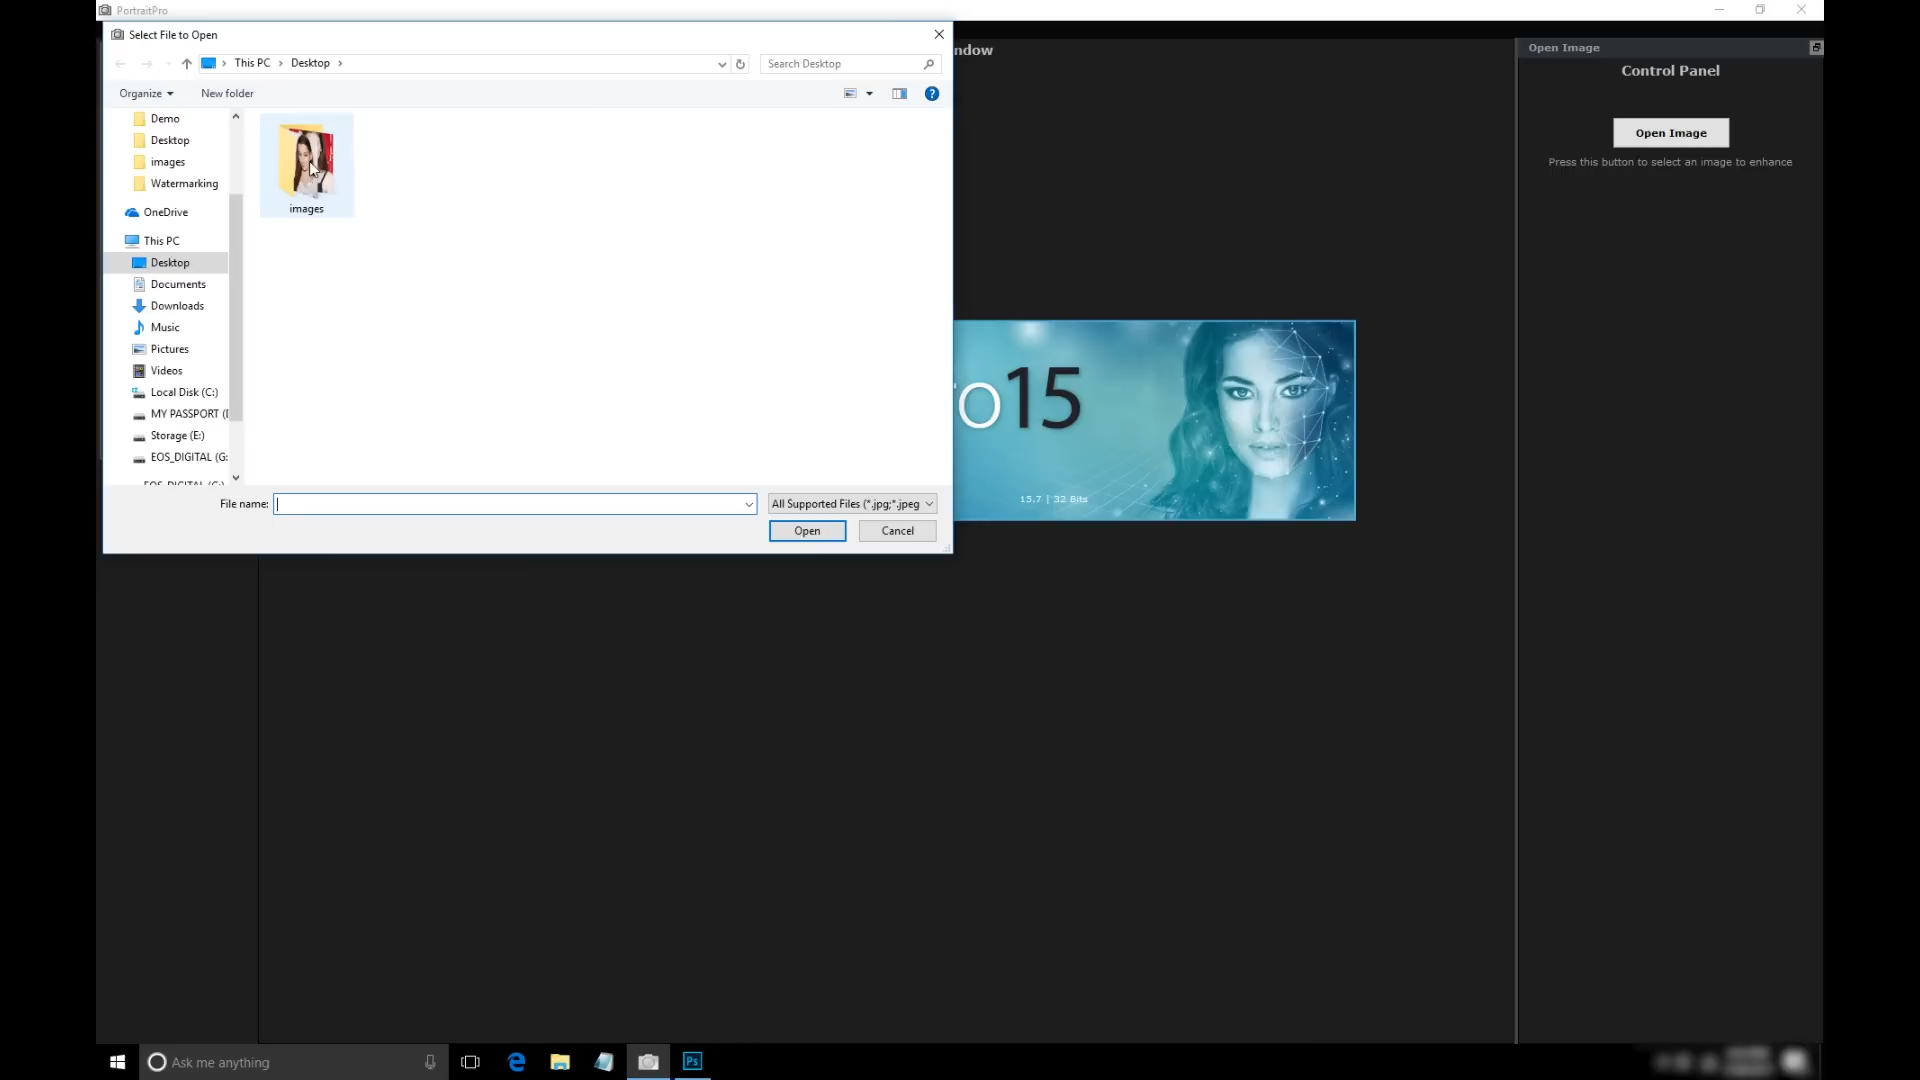 PortraitPro
Select File to Open
This PC > Desktop >
Search Desktop
Organize
New folder
Demo
Desktop
images
Watermarking
OneDrive
This PC
Desktop
Documents
Downloads
Music
Pictures
Videos
Local Disk (C:)
MY PASSPORT (
Storage (E:)
EOS_DIGITAL (G:
images
File name:
All Supported Files (*.jpg;*.jpeg
Open
Cancel
ndow
o15
15.7 | 32 Bits
Open Image
Control Panel
Open Image
Press this button to select an image to enhance
Ask me anything
Ps